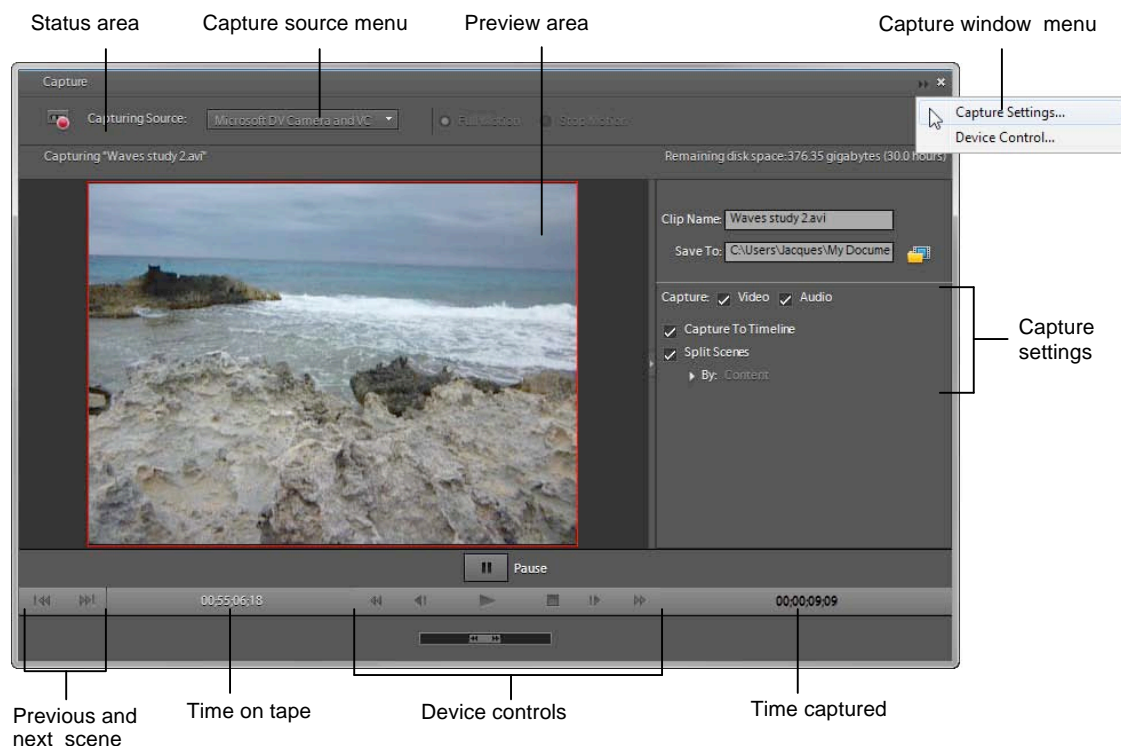 Status area
Capture source menu
Preview area
Capture window menu
Capture
Capturing Source:
Microsoft DV Camera and VC
Full Motion
Stop Motion
Capture Settings...
Device Control...
Capturing "Waves study 2.avi"
Remaining disk space: 376.35 gigabytes (30.0 hours)
Clip Name:
Waves study 2.avi
Save To:
C:\Users\Jacques\My Docume
Capture:
Video
Audio
Capture To Timeline
Split Scenes
By: Content
Capture
settings
Pause
00;55;06;18
00;00;09;09
Previous and
next scene
Time on tape
Device controls
Time captured